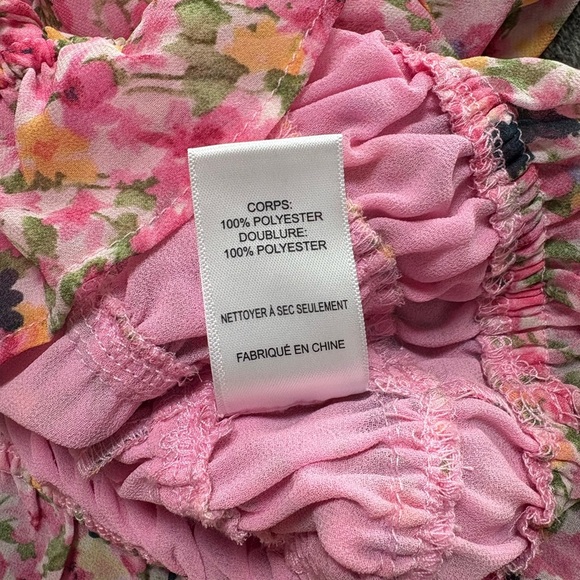 CORPS:
100% POLYESTER
DOUBLURE:
100% POLYESTER
NETTOYER À SEC SEULEMENT
FABRIQUÉ EN CHINE